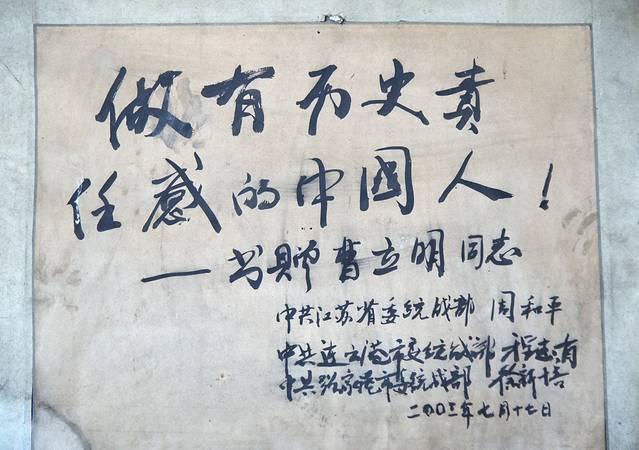 做有历史责
任感的中國人！
——书赠曹立明同志
中共江苏省委统战部 周和平
中共连云港市委统战部
中共张家港市委统战部
二〇〇三年七月十七日